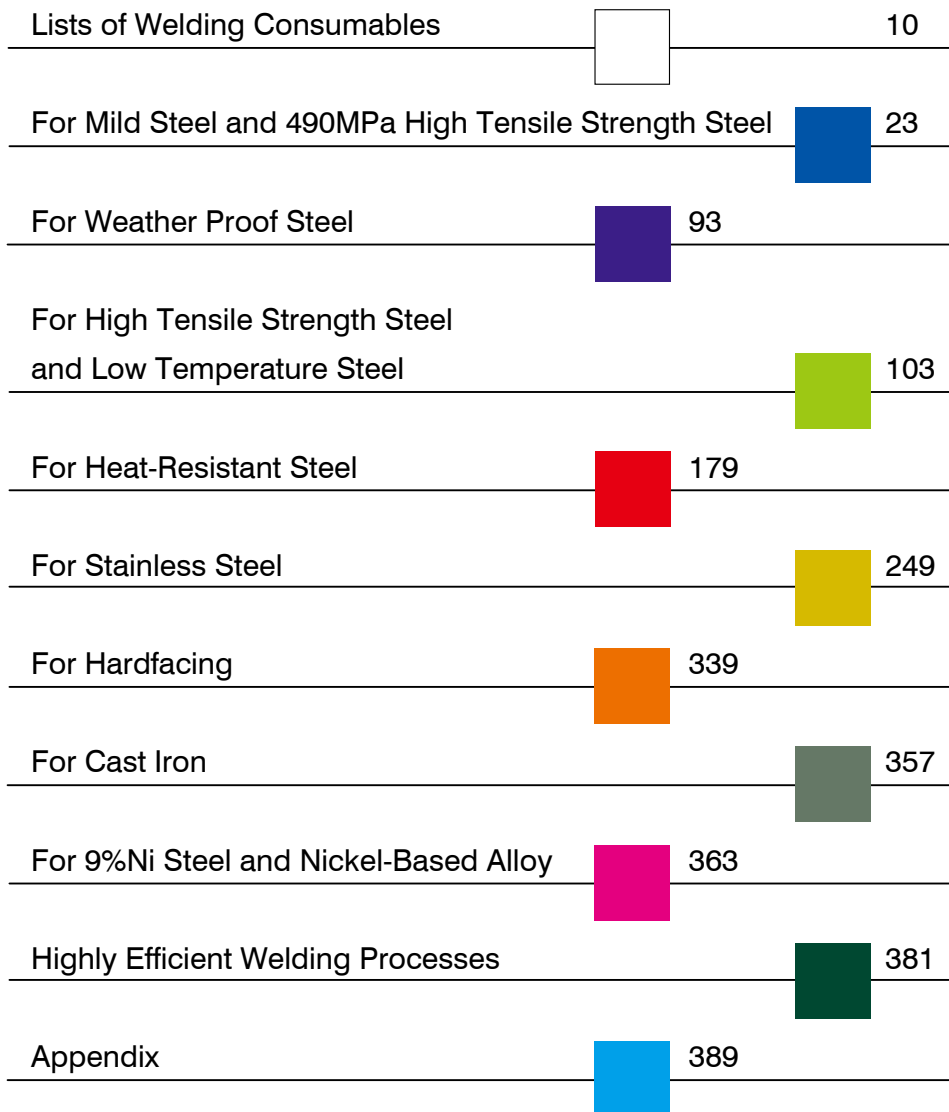 Lists of Welding Consumables 10
For Mild Steel and 490MPa High Tensile Strength Steel 23
For Weather Proof Steel 93
For High Tensile Strength Steel
and Low Temperature Steel 103
For Heat-Resistant Steel 179
For Stainless Steel 249
For Hardfacing 339
For Cast Iron 357
For 9%Ni Steel and Nickel-Based Alloy 363
Highly Efficient Welding Processes 381
Appendix 389